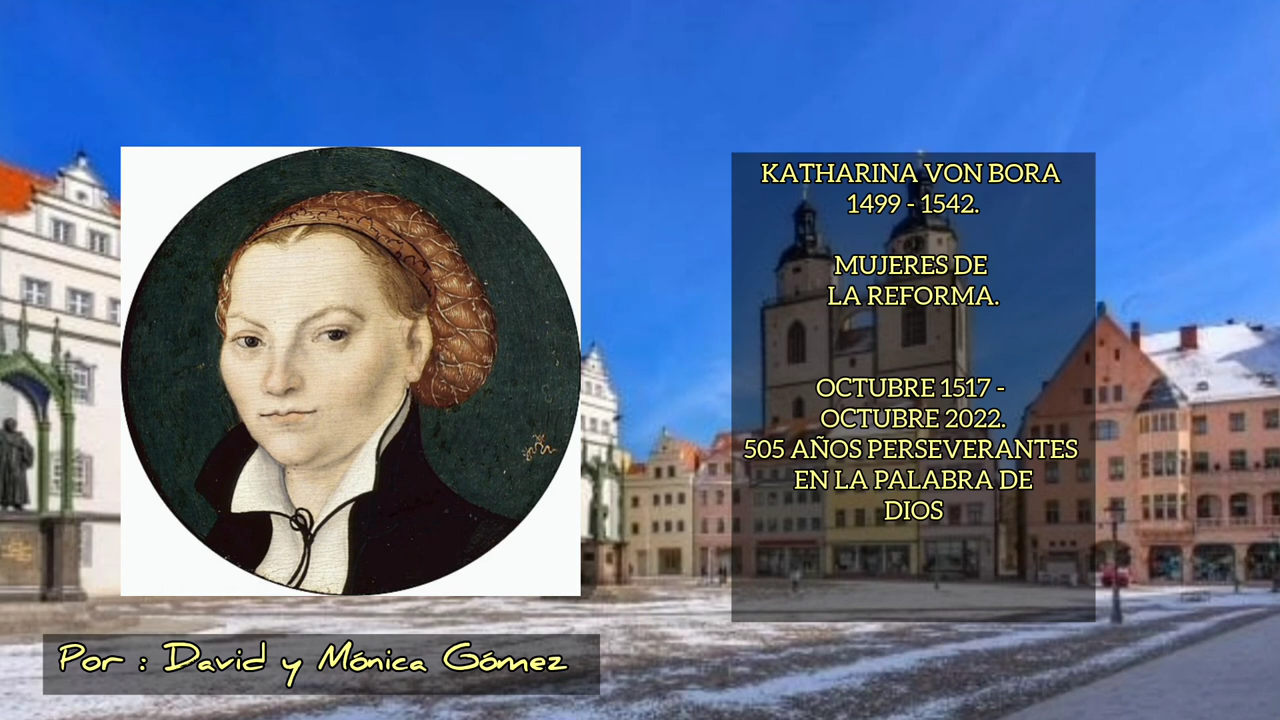 KATHARINA VON BORA
1499 - 1542.
MUJERES DE
LA REFORMA.
OCTUBRE 1517 -
OCTUBRE 2022.
505 AÑOS PERSEVERANTES
EN LA PALABRA DE
DIOS
Por : David y Mónica Gómez